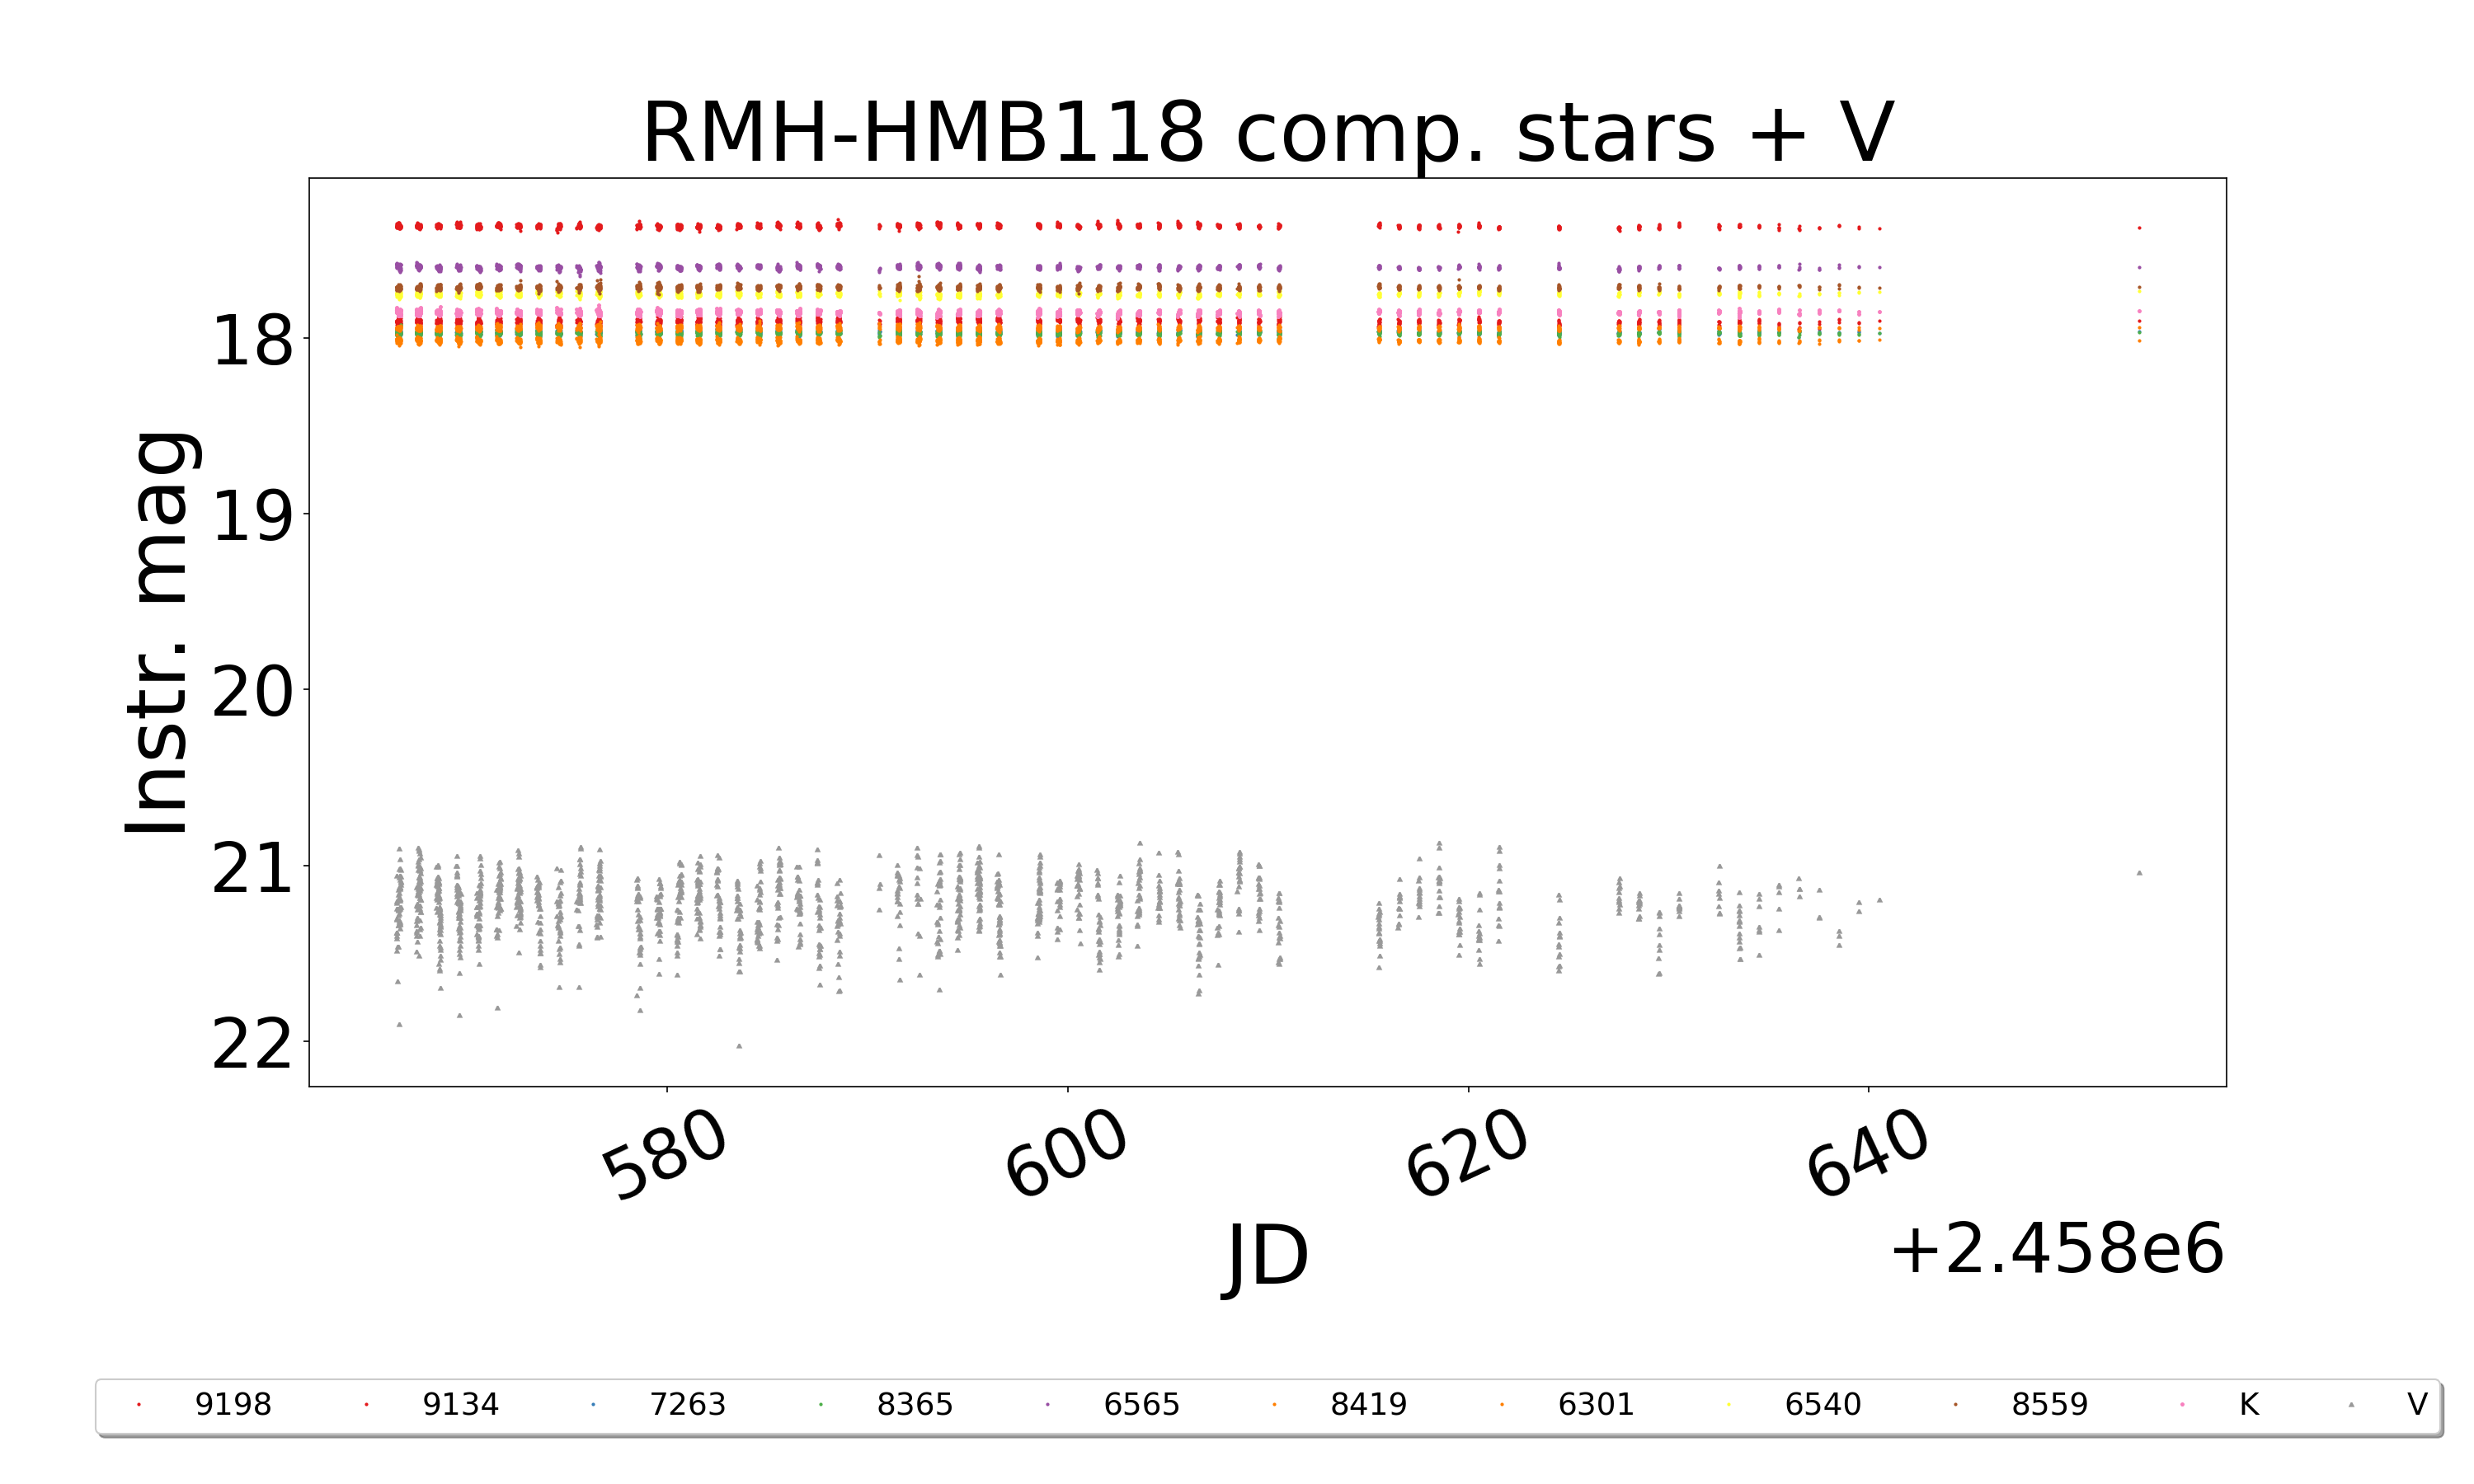 RMH-HMB118 comp. stars + V
Instr. mag
18
19
20
21
22
580
600
620
640
JD
+2.458e6
9198 9134 7263 8365 6565 8419 6301 6540 8559 K V